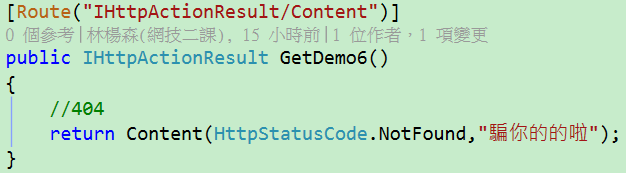 [Route("IHttpActionResult/Content")]
0 個參考|林楊森(網技二課), 15 小時前|1 位作者，1 項變更
public IHttpActionResult GetDemo6()
{
//404
return Content(HttpStatusCode.NotFound,"騙你的的啦");
}